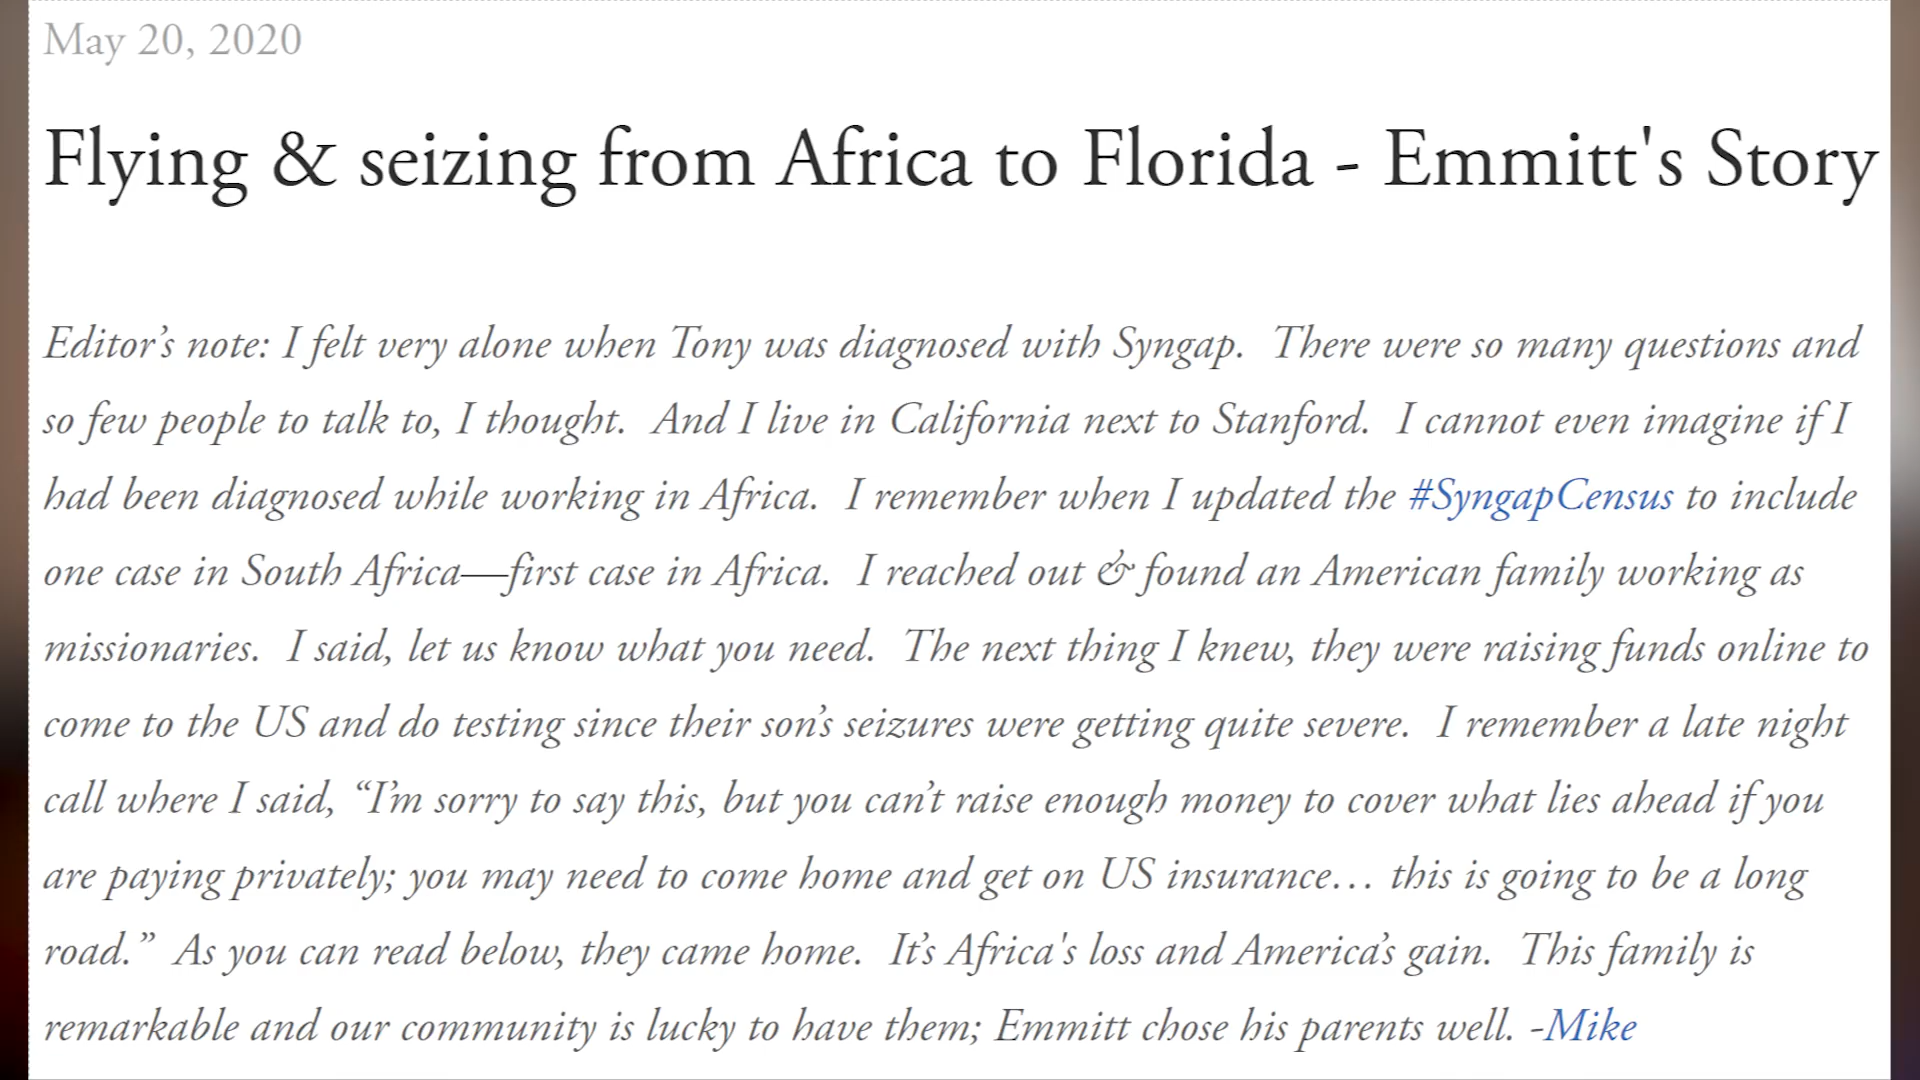 May 20, 2020
Flying & seizing from Africa to Florida - Emmitt's Story
Editor’s note: I felt very alone when Tony was diagnosed with Syngap.  There were so many questions and
so few people to talk to, I thought.  And I live in California next to Stanford.  I cannot even imagine if I
had been diagnosed while working in Africa.  I remember when I updated the #SyngapCensus to include
one case in South Africa—first case in Africa.  I reached out & found an American family working as
missionaries.  I said, let us know what you need.  The next thing I knew, they were raising funds online to
come to the US and do testing since their son’s seizures were getting quite severe.  I remember a late night
call where I said, “I’m sorry to say this, but you can’t raise enough money to cover what lies ahead if you
are paying privately; you may need to come home and get on US insurance… this is going to be a long
road.”  As you can read below, they came home.  It’s Africa's loss and America’s gain.  This family is
remarkable and our community is lucky to have them; Emmitt chose his parents well. -Mike